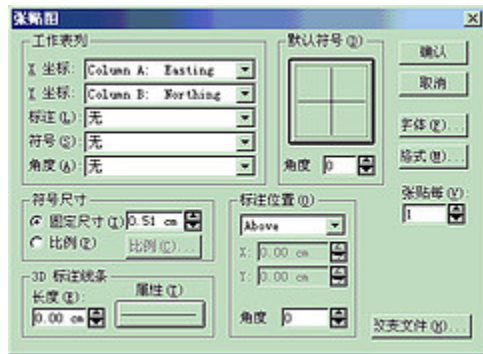 张贴图
工作表列
X 坐标: Column A: Easting
Y 坐标: Column B: Northing
标注(L): 无
符号(S): 无
角度(A): 无
默认符号(D)
角度 0
确认
取消
字体(F)...
格式(M)...
张贴每(V):
1
符号尺寸
固定尺寸(I) 0.51 cm
比例(P) 比例(C)...
标注位置(O)
Above
X: 0.00 cm
Y: 0.00 cm
角度 0
3D 标注线条
长度(E): 属性(T)
0.00 cm
改变文件(H)...